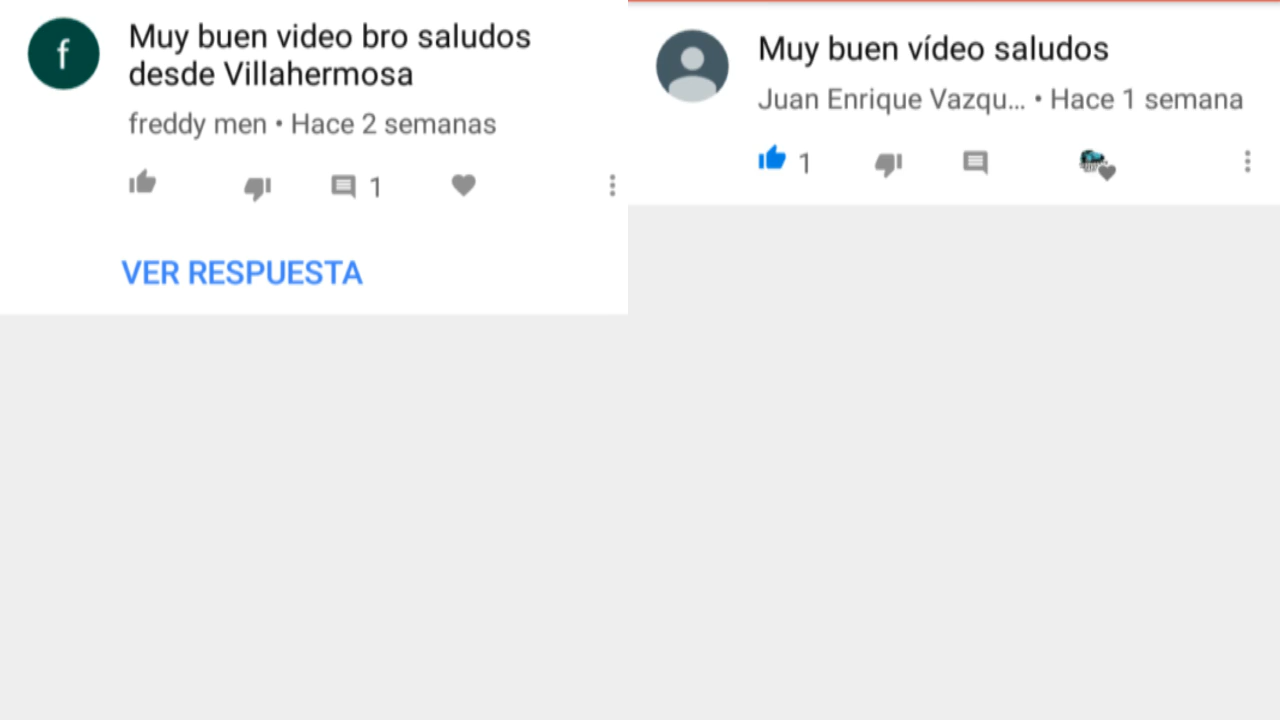 f
Muy buen video bro saludos
desde Villahermosa
freddy men • Hace 2 semanas
1
VER RESPUESTA
Muy buen vídeo saludos
Juan Enrique Vazqu... • Hace 1 semana
1